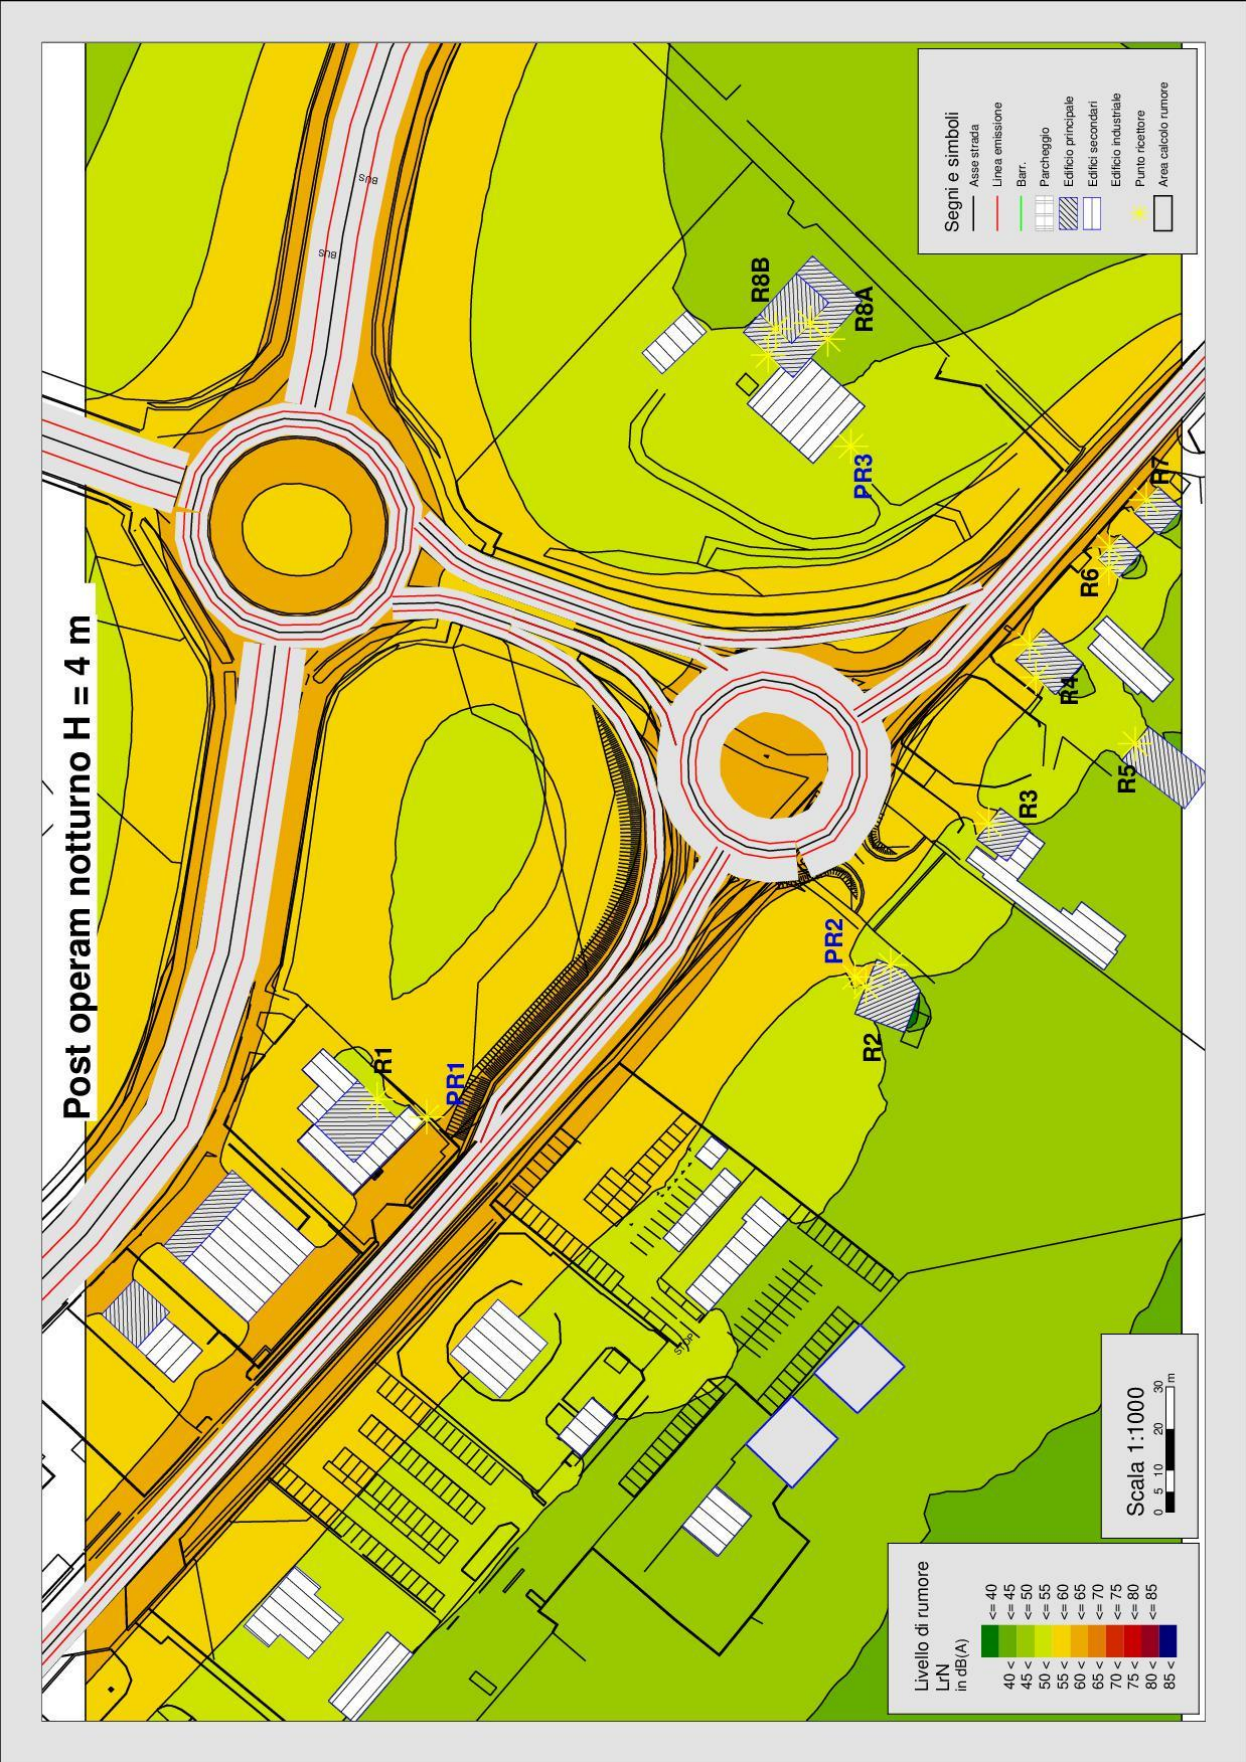 Post operam notturno H = 4 m
BUS
BUS
R1
PR1
PR2
R2
R3
R5
R4
R6
R7
PR3
R8A
R8B
STOP
Segni e simboli
Asse strada
Linea emissione
Barr.
Parcheggio
Edificio principale
Edifici secondari
Edificio industriale
Punto ricettore
Area calcolo rumore
Scala 1:1000
0 5 10 20 30
m
Livello di rumore
LrN
in dB(A)
<= 40
40 < <= 45
45 < <= 50
50 < <= 55
55 < <= 60
60 < <= 65
65 < <= 70
70 < <= 75
75 < <= 80
80 < <= 85
85 <